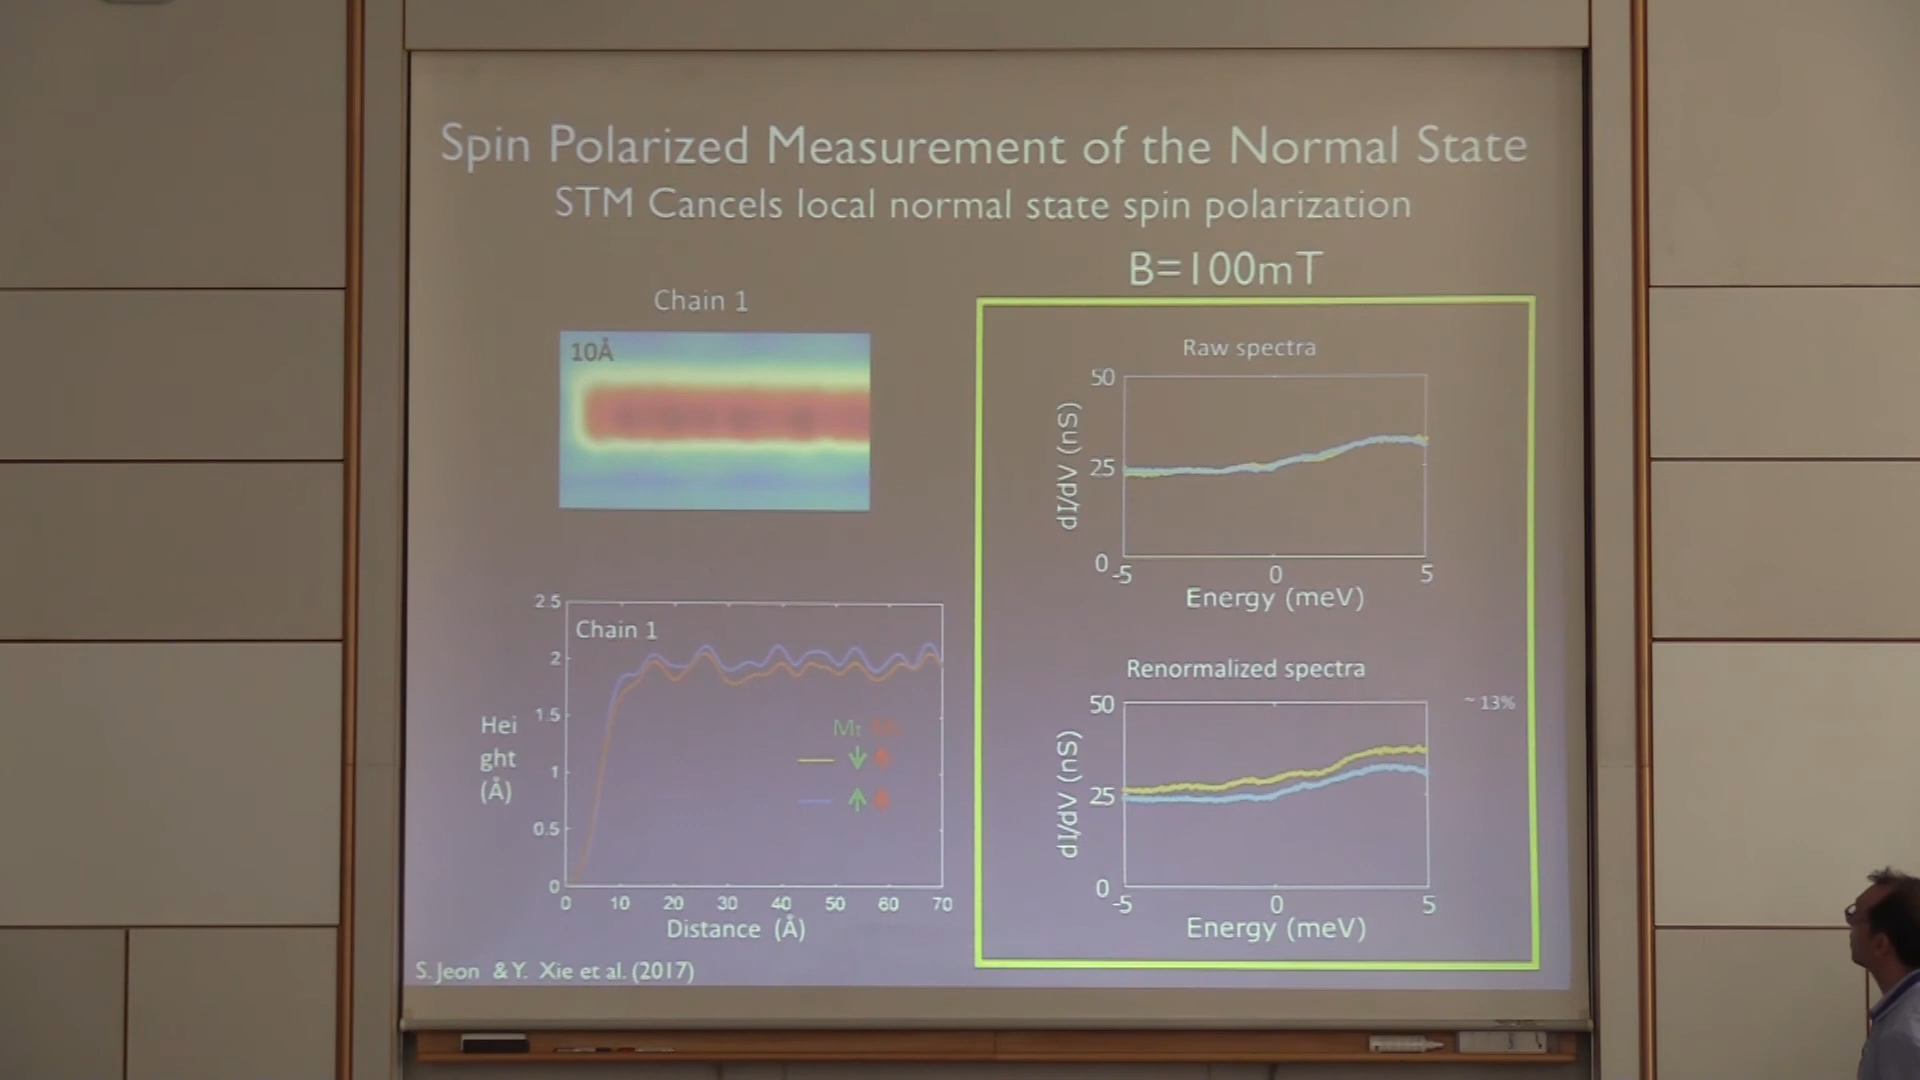 Spin Polarized Measurement of the Normal State
STM Cancels local normal state spin polarization
B=100mT
Chain 1
10Å
Raw spectra
50
25
0
dI/dV (nS)
-5 0 5
Energy (meV)
2.5
2
1.5
1
0.5
0
Chain 1
Hei
ght
(Å)
0 10 20 30 40 50 60 70
Distance (Å)
Renormalized spectra
~ 13%
50
25
0
dI/dV (nS)
-5 0 5
Energy (meV)
S. Jeon & Y. Xie et al. (2017)